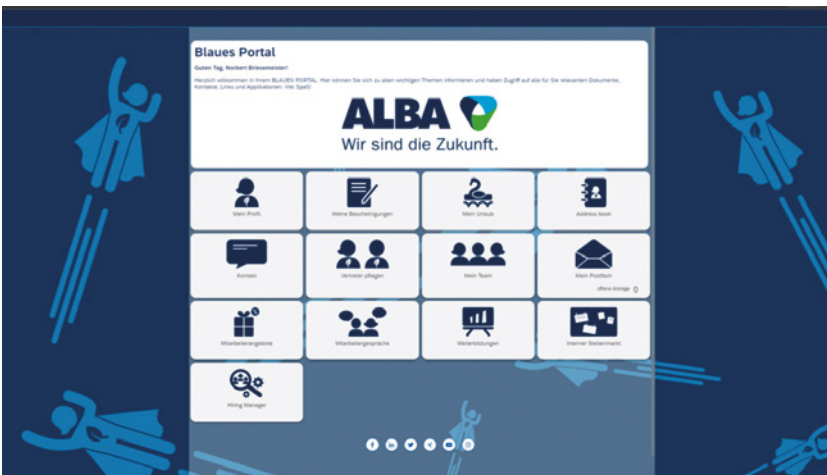 Blaues Portal
Guten Tag, Norbert Briesemeister!
Herzlich willkommen in Ihrem BLAUEN PORTAL. Hier können Sie sich zu allen wichtigen Themen informieren und haben Zugriff auf alle für Sie relevanten Dokumente,
Kontakte, Links und Applikationen. Viel Spaß!
ALBA
Wir sind die Zukunft.
Mein Profil
Meine Bescheinigungen
Mein Urlaub
Address book
Kontakt
Vertreter pflegen
Mein Team
Mein Postfach
offene Anträge 0
Mitarbeiterangebote
Mitarbeitergespräche
Weiterbildungen
Interner Stellenmarkt
Hiring Manager